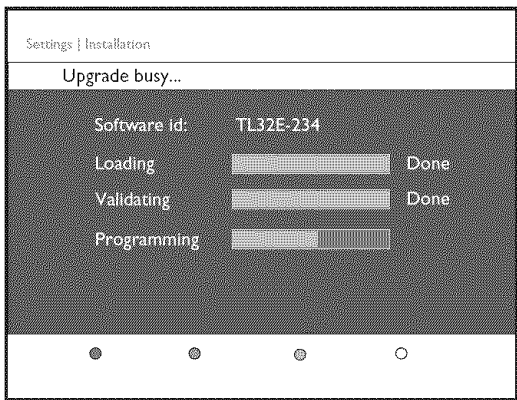 Settings | Installation
Upgrade busy...
Software id: TL32E-234
Loading Done
Validating Done
Programming